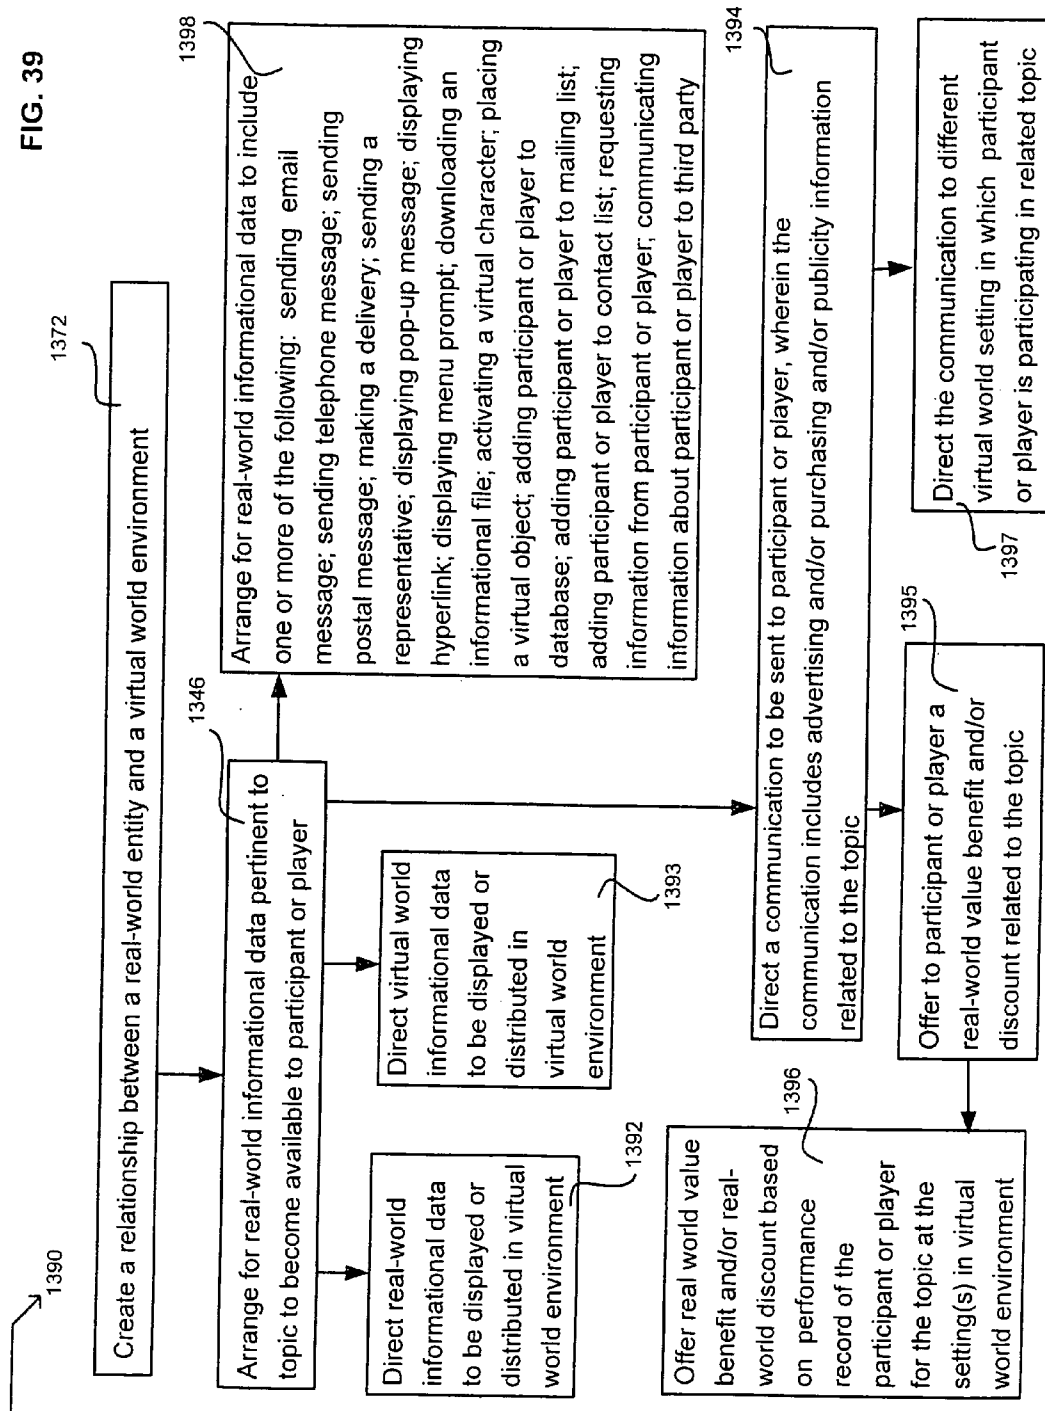 FIG. 39
1390
1372
Create a relationship between a real-world entity and a virtual world environment
1346
Arrange for real-world informational data pertinent to
topic to become available to participant or player
1398
Arrange for real-world informational data to include
one or more of the following: sending email
message; sending telephone message; sending
postal message; making a delivery; sending a
representative; displaying pop-up message; displaying
hyperlink; displaying menu prompt; downloading an
informational file; activating a virtual character; placing
a virtual object; adding participant or player to
database; adding participant or player to mailing list;
adding participant or player to contact list; requesting
information from participant or player; communicating
information about participant or player to third party
Direct real-world
informational data
to be displayed or
distributed in virtual
world environment
1392
Direct virtual world
informational data
to be displayed or
distributed in
virtual world
environment
1393
1394
Direct a communication to be sent to participant or player, wherein the
communication includes advertising and/or purchasing and/or publicity information
related to the topic
1396
Offer real world value
benefit and/or real-
world discount based
on performance
record of the
participant or player
for the topic at the
setting(s) in virtual
world environment
1395
Offer to participant or player a
real-world value benefit and/or
discount related to the topic
1397
Direct the communication to different
virtual world setting in which participant
or player is participating in related topic